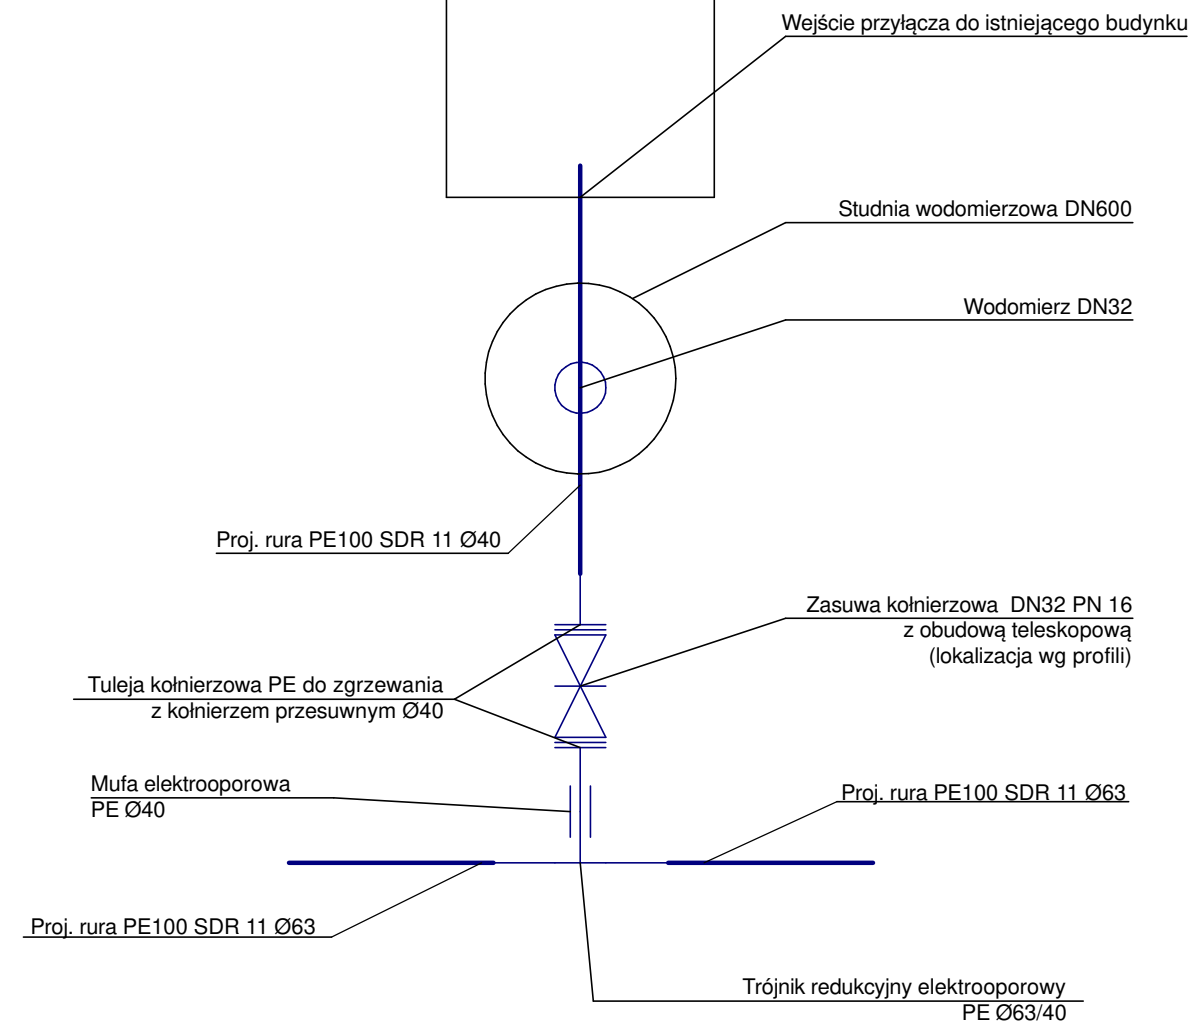 Wejście przyłącza do istniejącego budynku
Studnia wodomierzowa DN600
Wodomierz DN32
Proj. rura PE100 SDR 11 Ø40
Zasuwa kołnierzowa DN32 PN 16
z obudową teleskopową
(lokalizacja wg profili)
Tuleja kołnierzowa PE do zgrzewania
z kołnierzem przesuwnym Ø40
Mufa elektrooporowa
PE Ø40
Proj. rura PE100 SDR 11 Ø63
Proj. rura PE100 SDR 11 Ø63
Trójnik redukcyjny elektrooporowy
PE Ø63/40